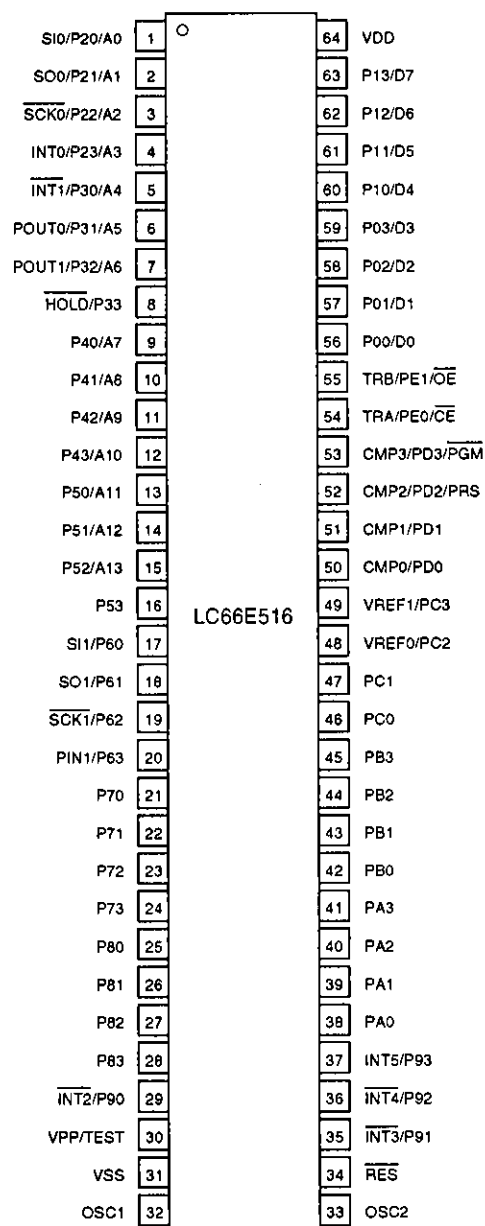 SI0/P20/A0 1 64 VDD
SO0/P21/A1 2 63 P13/D7
SCK0/P22/A2 3 62 P12/D6
INT0/P23/A3 4 61 P11/D5
INT1/P30/A4 5 60 P10/D4
POUT0/P31/A5 6 59 P03/D3
POUT1/P32/A6 7 58 P02/D2
HOLD/P33 8 57 P01/D1
P40/A7 9 56 P00/D0
P41/A8 10 55 TRB/PE1/OE
P42/A9 11 54 TRA/PE0/CE
P43/A10 12 53 CMP3/PD3/PGM
P50/A11 13 52 CMP2/PD2/PRS
P51/A12 14 51 CMP1/PD1
P52/A13 15 50 CMP0/PD0
P53 16 49 VREF1/PC3
LC66E516
SI1/P60 17 48 VREF0/PC2
SO1/P61 18 47 PC1
SCK1/P62 19 46 PC0
PIN1/P63 20 45 PB3
P70 21 44 PB2
P71 22 43 PB1
P72 23 42 PB0
P73 24 41 PA3
P80 25 40 PA2
P81 26 39 PA1
P82 27 38 PA0
P83 28 37 INT5/P93
INT2/P90 29 36 INT4/P92
VPP/TEST 30 35 INT3/P91
VSS 31 34 RES
OSC1 32 33 OSC2